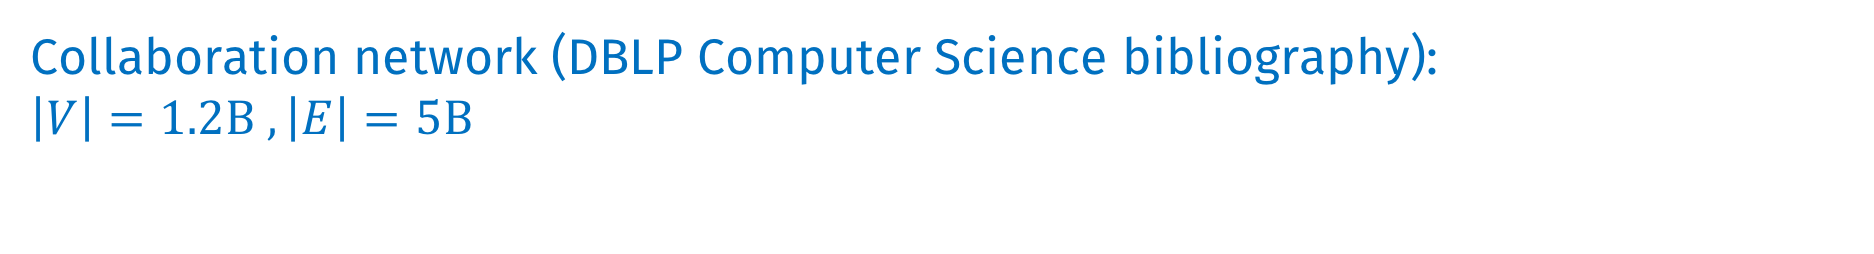 Collaboration network (DBLP Computer Science bibliography):
|V| = 1.2B , |E| = 5B